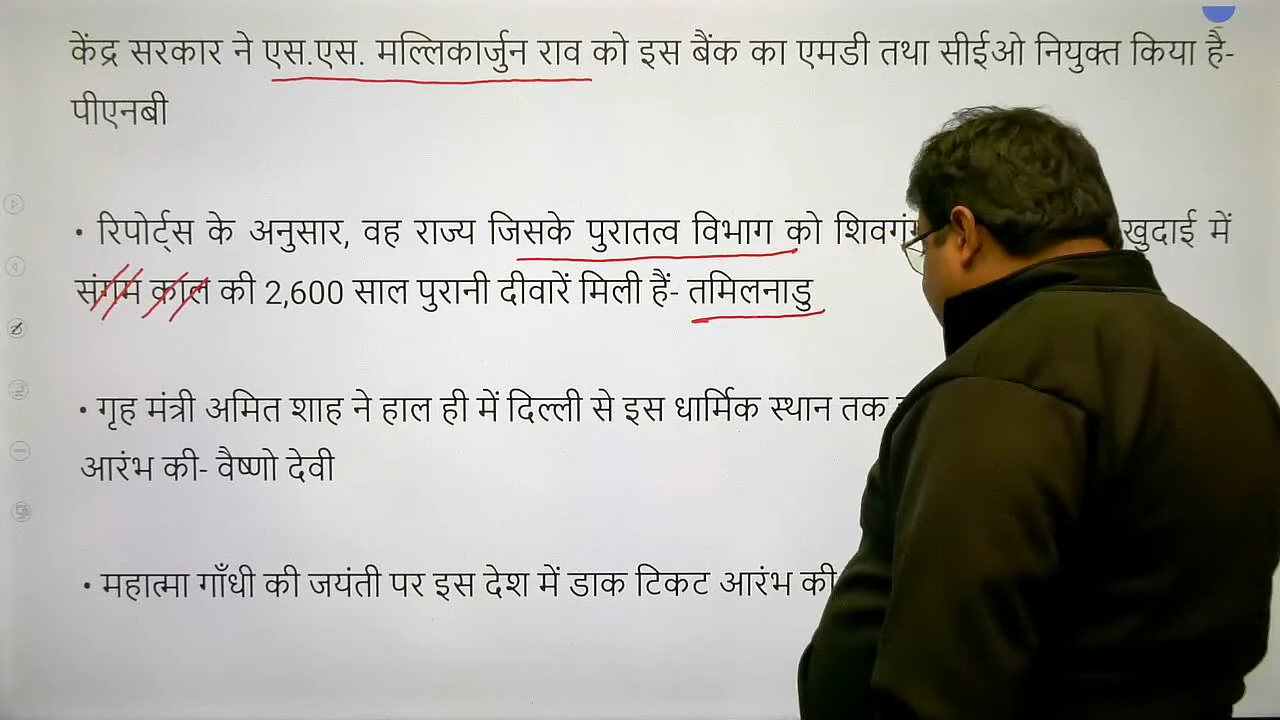 केंद्र सरकार ने एस.एस. मल्लिकार्जुन राव को इस बैंक का एमडी तथा सीईओ नियुक्त किया है-
पीएनबी
• रिपोर्ट्स के अनुसार, वह राज्य जिसके पुरातत्व विभाग को खुदाई में
संगम काल की 2,600 साल पुरानी दीवारें मिली हैं- तमिलनाडु
• गृह मंत्री अमित शाह ने हाल ही में दिल्ली से इस धार्मिक स्थान तक
आरंभ की- वैष्णो देवी
• महात्मा गाँधी की जयंती पर इस देश में डाक टिकट आरंभ की